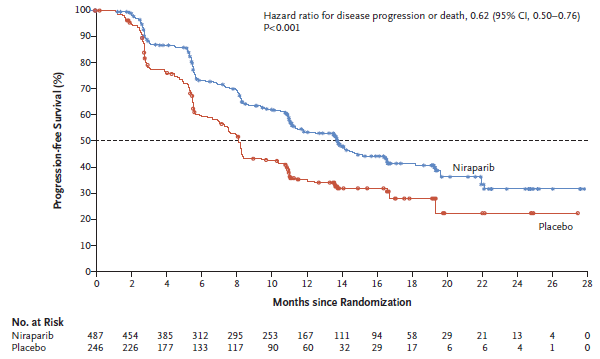 Hazard ratio for disease progression or death, 0.62 (95% CI, 0.50–0.76)
P<0.001
Progression-free Survival (%)
100
90
80
70
60
50
40
30
20
10
0
Niraparib
Placebo
0 2 4 6 8 10 12 14 16 18 20 22 24 26 28
Months since Randomization
No. at Risk
Niraparib 487 454 385 312 295 253 167 111 94 58 29 21 13 4 0
Placebo 246 226 177 133 117 90 60 32 29 17 6 6 4 1 0